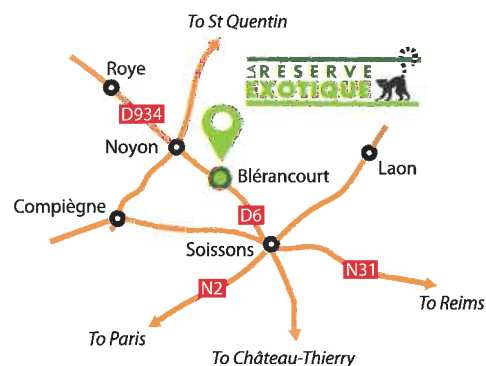 To St Quentin
Roye
LA RÉSERVE
EXOTIQUE
D934
Noyon
Blérancourt
Laon
Compiègne
D6
Soissons
N31
N2
To Reims
To Paris
To Château-Thierry